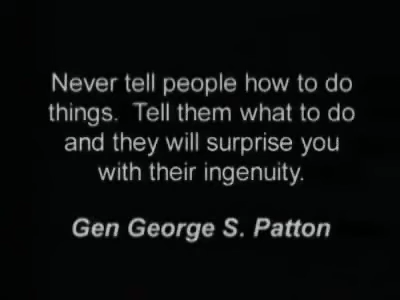 Never tell people how to do
things.  Tell them what to do
and they will surprise you
with their ingenuity.
Gen George S. Patton